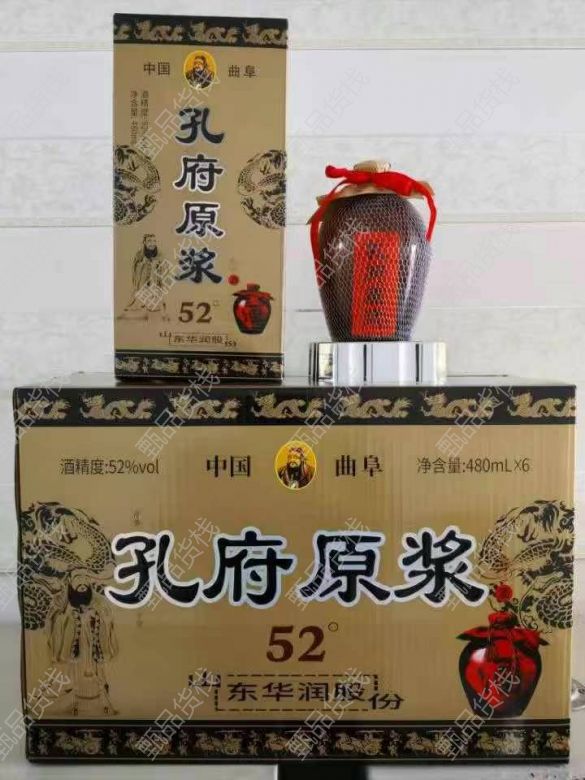 中国 曲阜
孔府原浆
52°
山东华润股份
酒精度:52%vol
中国 曲阜
净含量:480mL×6
孔府原浆
52°
山东华润股份
甄品货栈